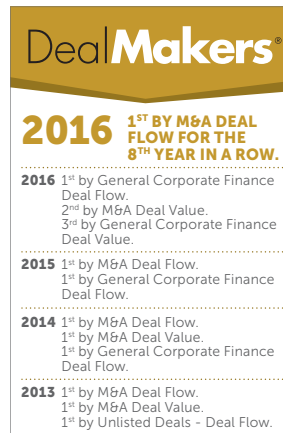 DealMakers®
2016 1ST BY M&A DEAL
FLOW FOR THE
8TH YEAR IN A ROW.
2016 1st by General Corporate Finance
Deal Flow.
2nd by M&A Deal Value.
3rd by General Corporate Finance
Deal Value.
2015 1st by M&A Deal Flow.
1st by General Corporate Finance
Deal Flow.
2014 1st by M&A Deal Flow.
1st by M&A Deal Value.
1st by General Corporate Finance
Deal Flow.
2013 1st by M&A Deal Flow.
1st by M&A Deal Value.
1st by Unlisted Deals - Deal Flow.